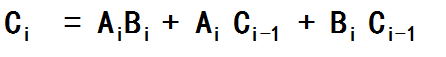 Cᵢ = AᵢBᵢ + Aᵢ Cᵢ₋₁ + Bᵢ Cᵢ₋₁